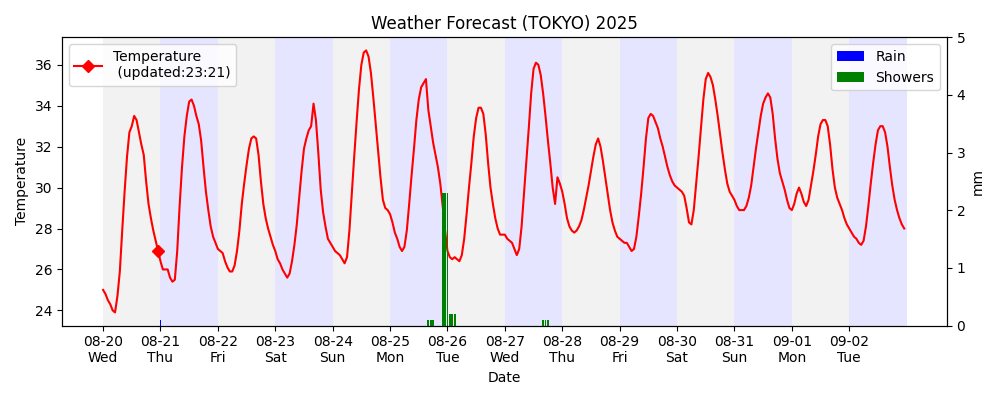 Weather Forecast (TOKYO) 2025
Temperature
(updated:23:21)
Rain
Showers
36
34
32
30
28
26
24
Temperature
5
4
3
2
1
0
mm
08-20 08-21 08-22 08-23 08-24 08-25 08-26 08-27 08-28 08-29 08-30 08-31 09-01 09-02
Wed Thu Fri Sat Sun Mon Tue Wed Thu Fri Sat Sun Mon Tue
Date